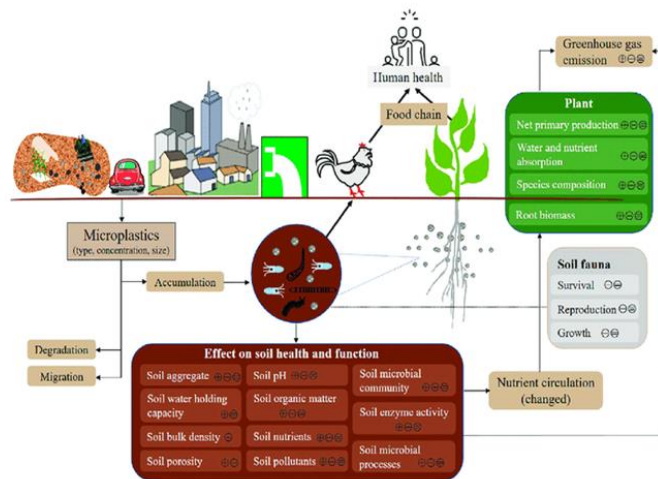 Greenhouse gas
emission
Human health
Food chain
Plant
Net primary production
Water and nutrient
absorption
Species composition
Root biomass
Microplastics
(type, concentration, size)
Accumulation
Degradation
Migration
Soil fauna
Survival
Reproduction
Growth
Effect on soil health and function
Soil aggregate
Soil water holding
capacity
Soil bulk density
Soil porosity
Soil pH
Soil organic matter
Soil nutrients
Soil pollutants
Soil microbial
community
Soil enzyme activity
Soil microbial
processes
Nutrient circulation
(changed)